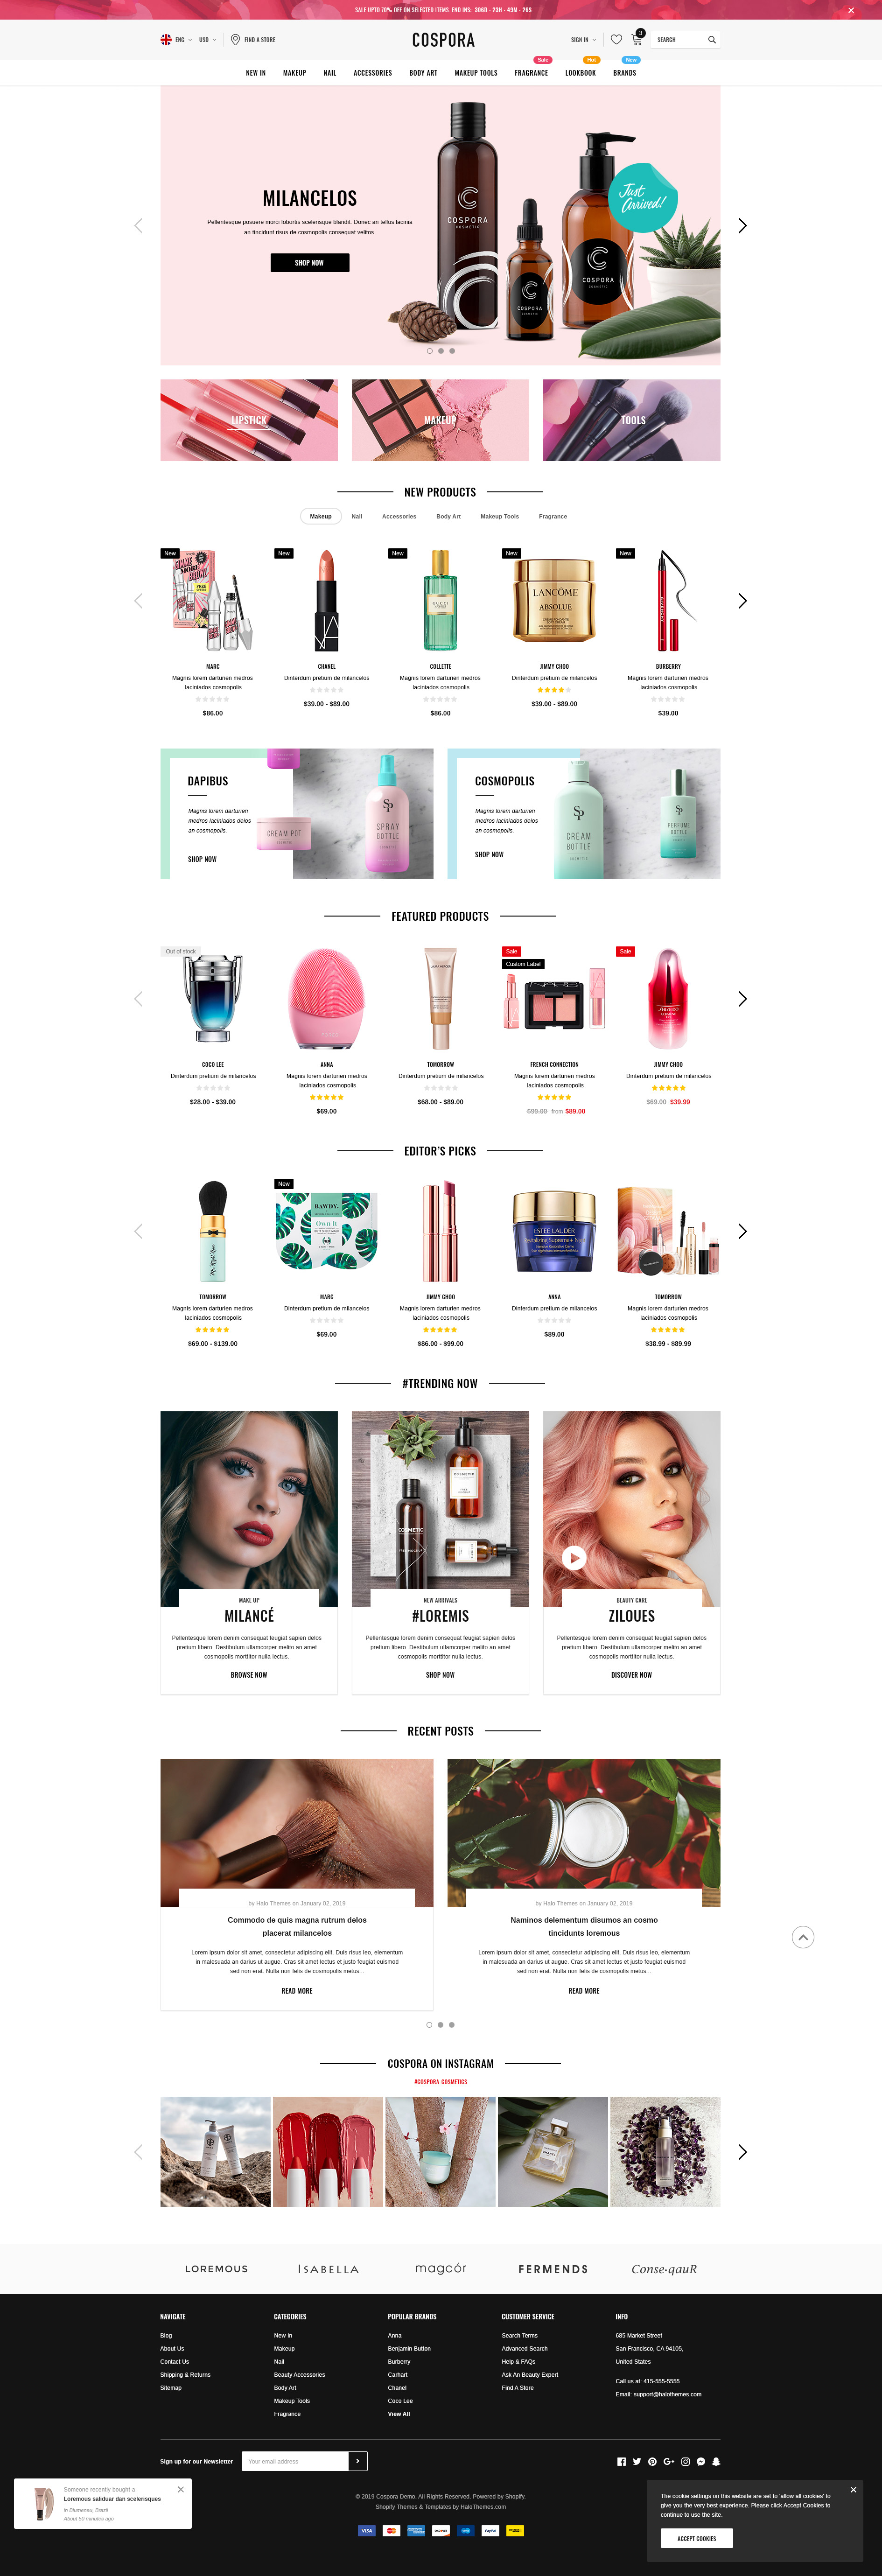 SALE UPTO 70% OFF ON SELECTED ITEMS. END INS: 306D - 23H - 49M - 26S
ENG USD FIND A STORE
COSPORA
SIGN IN 3 SEARCH
Sale Hot New
NEW IN MAKEUP NAIL ACCESSORIES BODY ART MAKEUP TOOLS FRAGRANCE LOOKBOOK BRANDS
MILANCELOS
Pellentesque posuere morci lobortis scelerisque blandit. Donec an tellus lacinia
an tincidunt risus de cosmopolis consequat velitos.
SHOP NOW
COSPORA
COSMETIC
COSPORA
COSMETIC
COSPORA
COSMETIC
Just
Arrived
LIPSTICK MAKEUP TOOLS
NEW PRODUCTS
Makeup Nail Accessories Body Art Makeup Tools Fragrance
New New New New New
NARS
GUCCI
LANCÔME
ABSOLUE
MARC CHANEL COLLETTE JIMMY CHOO BURBERRY
Magnis lorem darturien medros
laciniados cosmopolis
$86.00
Dinterdum pretium de milancelos
$39.00 - $89.00
Magnis lorem darturien medros
laciniados cosmopolis
$86.00
Dinterdum pretium de milancelos
$39.00 - $89.00
Magnis lorem darturien medros
laciniados cosmopolis
$39.00
DAPIBUS
Magnis lorem darturien
medros laciniados delos
an cosmopolis.
SHOP NOW
CREAM POT
SP
SPRAY
BOTTLE
COSMETIC
COSMOPOLIS
Magnis lorem darturien
medros laciniados delos
an cosmopolis.
SHOP NOW
SP
CREAM
BOTTLE
COSMETIC
SP
PERFUME
BOTTLE
FEATURED PRODUCTS
Out of stock
Sale
Custom Label
Sale
LAURA MERCIER
NARS
SHISEIDO
COCO LEE
Dinterdum pretium de milancelos
$28.00 - $39.00
ANNA
Magnis lorem darturien medros
laciniados cosmopolis
$69.00
TOMORROW
Dinterdum pretium de milancelos
$68.00 - $89.00
FRENCH CONNECTION
Magnis lorem darturien medros
laciniados cosmopolis
$99.00 from $89.00
JIMMY CHOO
Dinterdum pretium de milancelos
$69.00 $39.99
EDITOR'S PICKS
New
BAWDY
Own It
ESTĒE LAUDER
Revitalizing Supreme+
TOMORROW
Magnis lorem darturien medros
laciniados cosmopolis
$69.00 - $139.00
MARC
Dinterdum pretium de milancelos
$69.00
JIMMY CHOO
Magnis lorem darturien medros
laciniados cosmopolis
$86.00 - $99.00
ANNA
Dinterdum pretium de milancelos
$89.00
TOMORROW
Magnis lorem darturien medros
laciniados cosmopolis
$38.99 - $89.99
#TRENDING NOW
COSMETIC
MAKE UP
MILANCÉ
Pellentesque lorem denim consequat feugiat sapien delos
pretium libero. Destibulum ullamcorper melito an amet
cosmopolis morttitor nulla lectus.
BROWSE NOW
NEW ARRIVALS
#LOREMIS
Pellentesque lorem denim consequat feugiat sapien deos
pretium libero. Destibulum ullamcorper melito an amet
cosmopolis morttitor nulla lectus.
SHOP NOW
BEAUTY CARE
ZILOUES
Pellentesque lorem denim consequat feugiat sapien delos
pretium libero. Destibulum ullamcorper melito an amet
cosmopolis morttitor nulla lectus.
DISCOVER NOW
RECENT POSTS
by Halo Themes on January 02, 2019
Commodo de quis magna rutrum delos
placerat milancelos
Lorem ipsum dolor sit amet, consectetur adipiscing elit. Duis risus leo, elementum
in malesuada an darius ut augue. Cras sit amet lectus et justo feugiat euismod
sed non erat. Nulla non felis de cosmopolis metus...
READ MORE
by Halo Themes on January 02, 2019
Naminos delementum disumos an cosmo
tincidunts loremous
Lorem ipsum dolor sit amet, consectetur adipiscing elit. Duis risus leo, elementum
in malesuada an darius ut augue. Cras sit amet lectus et justo feugiat euismod
sed non erat. Nulla non felis de cosmopolis metus...
READ MORE
COSPORA ON INSTAGRAM
#COSPORA-COSMETICS
LOREMOUS ISABELLA magcór FERMENDS Conse·qauR
NAVIGATE
Blog
About Us
Contact Us
Shipping & Returns
Sitemap
CATEGORIES
New In
Makeup
Nail
Beauty Accessories
Body Art
Makeup Tools
Fragrance
POPULAR BRANDS
Anna
Benjamin Button
Burberry
Carhart
Chanel
Coco Lee
View All
CUSTOMER SERVICE
Search Terms
Advanced Search
Help & FAQs
Ask An Beauty Expert
Find A Store
INFO
685 Market Street
San Francisco, CA 94105,
United States
Call us at: 415-555-5555
Email: support@halothemes.com
Sign up for our Newsletter Your email address
Someone recently bought a
Loremous saliduar dan scelerisques
in Blumenau, Brazil
About 50 minutes ago
© 2019 Cospora Demo. All Rights Reserved. Powered by Shopify.
Shopify Themes & Templates by HaloThemes.com
VISA
PayPal
The cookie settings on this website are set to 'allow all cookies' to
give you the very best experience. Please click Accept Cookies to
continue to use the site.
ACCEPT COOKIES